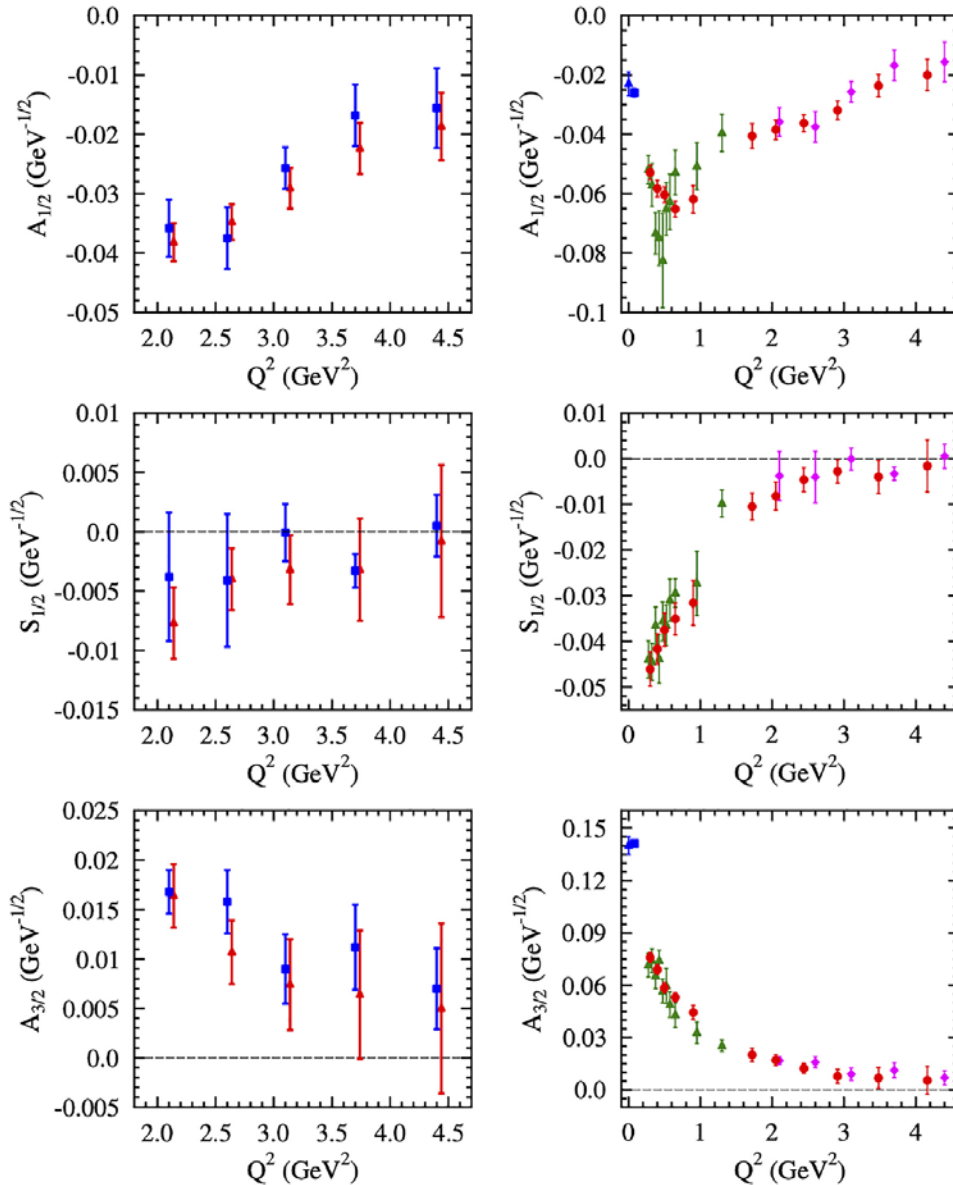 0.0
-0.01
-0.02
-0.03
-0.04
-0.05
A1/2 (GeV-1/2)
2.0 2.5 3.0 3.5 4.0 4.5
Q2 (GeV2)
0.0
-0.02
-0.04
-0.06
-0.08
-0.1
A1/2 (GeV-1/2)
0 1 2 3 4
Q2 (GeV2)
0.01
0.005
0.0
-0.005
-0.01
-0.015
S1/2 (GeV-1/2)
2.0 2.5 3.0 3.5 4.0 4.5
Q2 (GeV2)
0.01
0.0
-0.01
-0.02
-0.03
-0.04
-0.05
S1/2 (GeV-1/2)
0 1 2 3 4
Q2 (GeV2)
0.025
0.02
0.015
0.01
0.005
0.0
-0.005
A3/2 (GeV-1/2)
2.0 2.5 3.0 3.5 4.0 4.5
Q2 (GeV2)
0.15
0.12
0.09
0.06
0.03
0.0
A3/2 (GeV-1/2)
0 1 2 3 4
Q2 (GeV2)